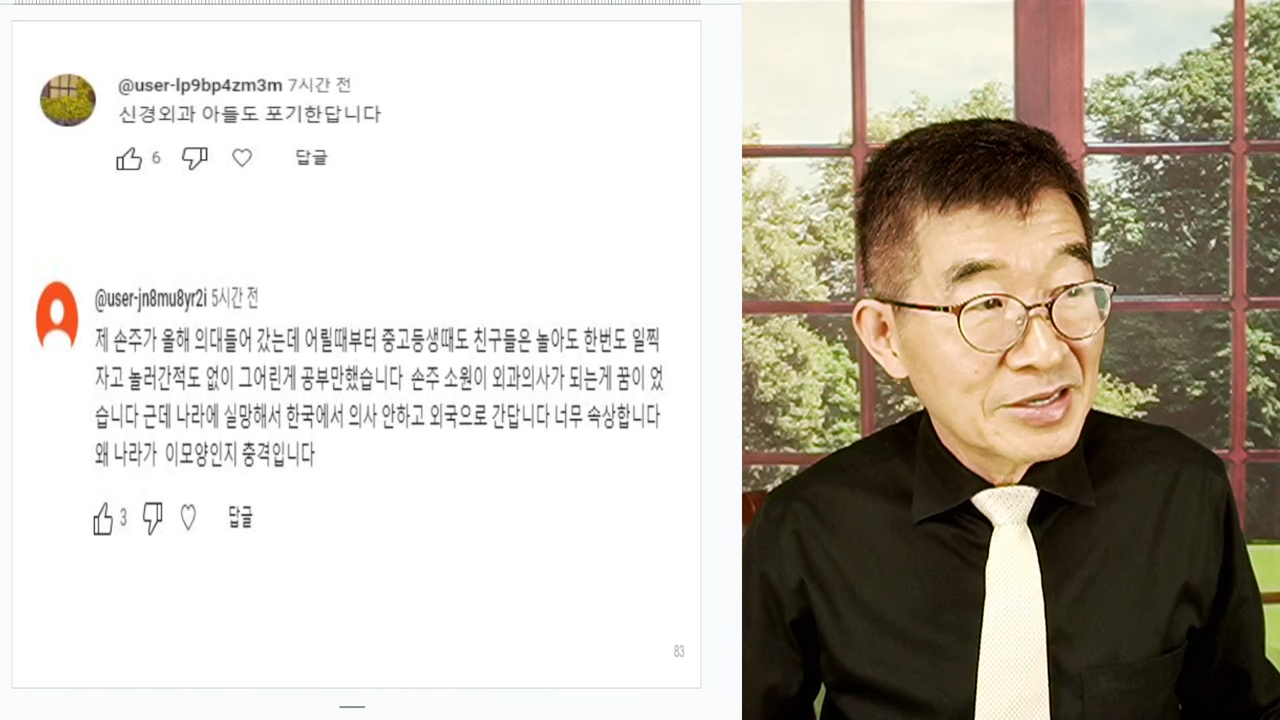 @user-lp9bp4zm3m 7시간 전
신경외과 아들도 포기한답니다
6 답글
@user-jn8mu8yr2i 5시간 전
제 손주가 올해 의대들어 갔는데 어릴때부터 중고등생때도 친구들은 놀아도 한번도 일찍
자고 놀러간적도 없이 그어린게 공부만했습니다 손주 소원이 외과의사가 되는게 꿈이 었
습니다 근데 나라에 실망해서 한국에서 의사 안하고 외국으로 간답니다 너무 속상합니다
왜 나라가 이모양인지 충격입니다
3 답글
83